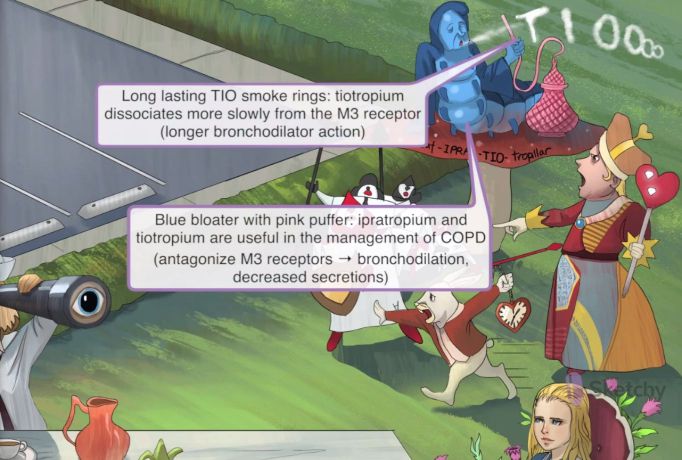 TIOOooo
Long lasting TIO smoke rings: tiotropium
dissociates more slowly from the M3 receptor
(longer bronchodilator action)
-IPRA-TIO-tropillar
Blue bloater with pink puffer: ipratropium and
tiotropium are useful in the management of COPD
(antagonize M3 receptors → bronchodilation,
decreased secretions)
Sketchy